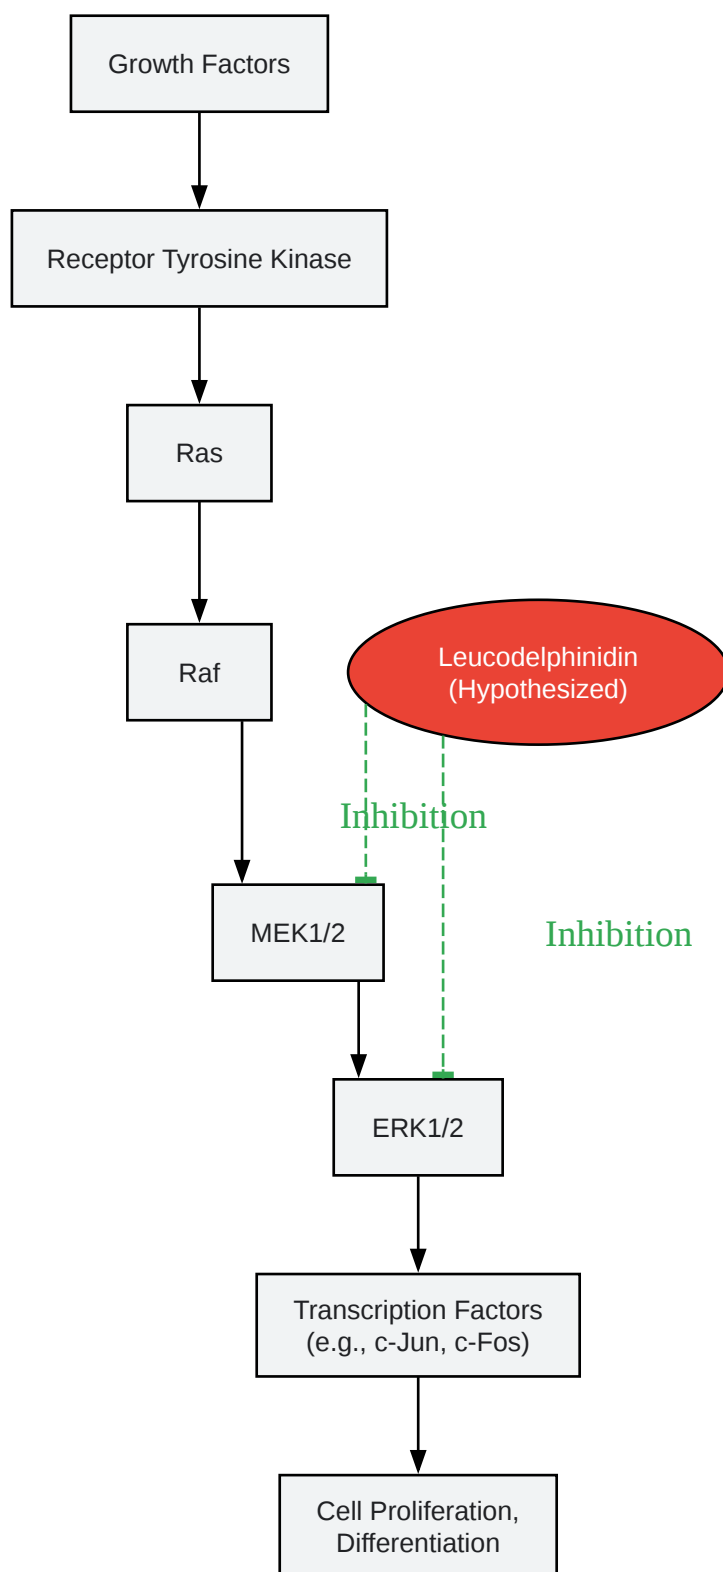 Growth Factors
Receptor Tyrosine Kinase
Ras
Raf
Leucodelphinidin
(Hypothesized)
Inhibition
MEK1/2
Inhibition
ERK1/2
Transcription Factors
(e.g., c-Jun, c-Fos)
Cell Proliferation,
Differentiation